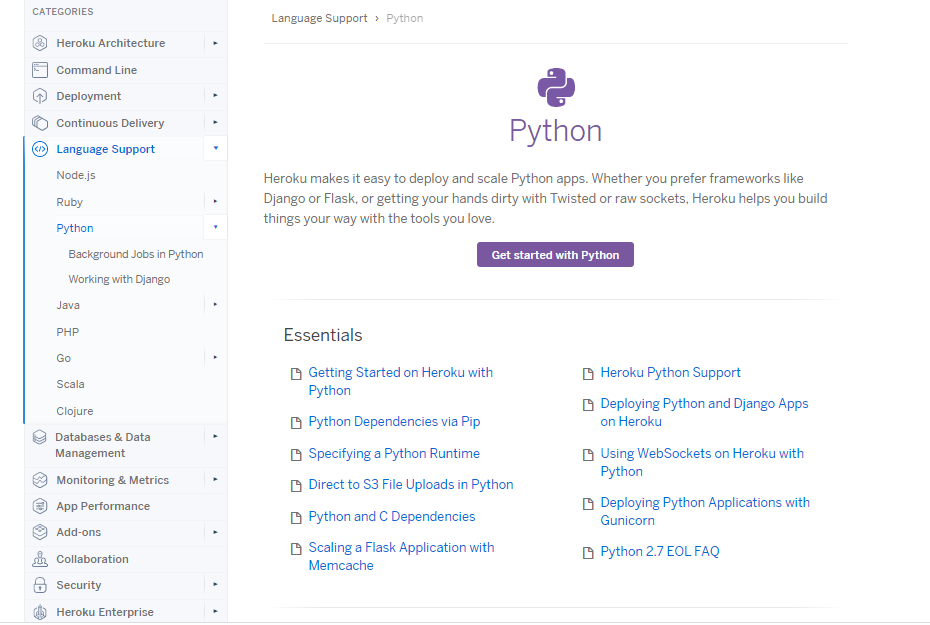 CATEGORIES
Heroku Architecture
Command Line
Deployment
Continuous Delivery
Language Support
Node.js
Ruby
Python
Background Jobs in Python
Working with Django
Java
PHP
Go
Scala
Clojure
Databases & Data
Management
Monitoring & Metrics
App Performance
Add-ons
Collaboration
Security
Heroku Enterprise
Language Support › Python
Python
Heroku makes it easy to deploy and scale Python apps. Whether you prefer frameworks like
Django or Flask, or getting your hands dirty with Twisted or raw sockets, Heroku helps you build
things your way with the tools you love.
Get started with Python
Essentials
Getting Started on Heroku with
Python
Python Dependencies via Pip
Specifying a Python Runtime
Direct to S3 File Uploads in Python
Python and C Dependencies
Scaling a Flask Application with
Memcache
Heroku Python Support
Deploying Python and Django Apps
on Heroku
Using WebSockets on Heroku with
Python
Deploying Python Applications with
Gunicorn
Python 2.7 EOL FAQ